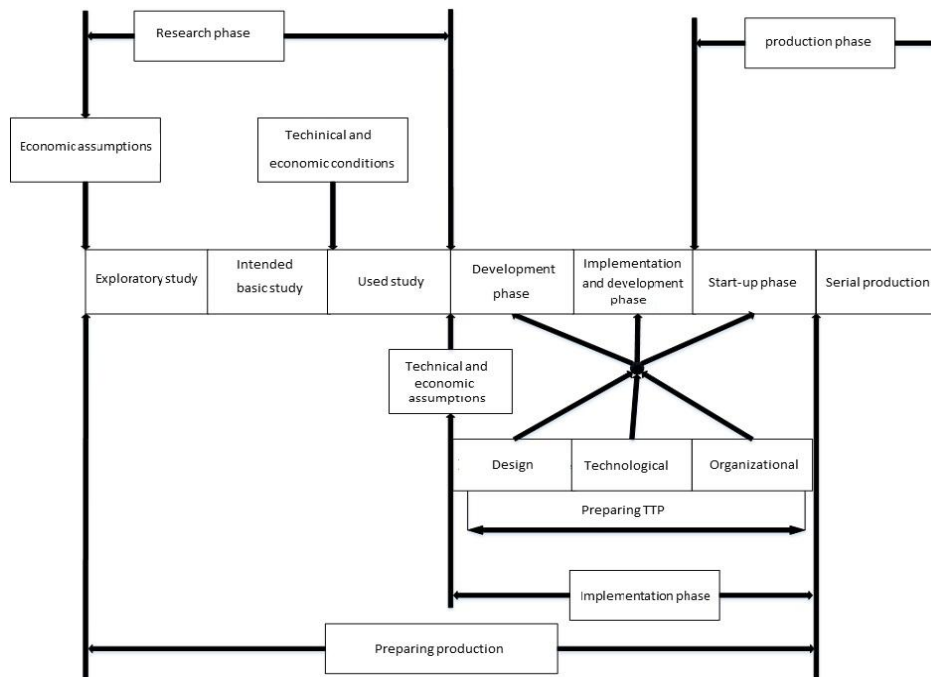 Research phase
production phase
Economic assumptions
Techinical and
economic conditions
Exploratory study
Intended
basic study
Used study
Development
phase
Implementation
and development
phase
Start-up phase
Serial production
Technical and
economic
assumptions
Design
Technological
Organizational
Preparing TTP
Implementation phase
Preparing production